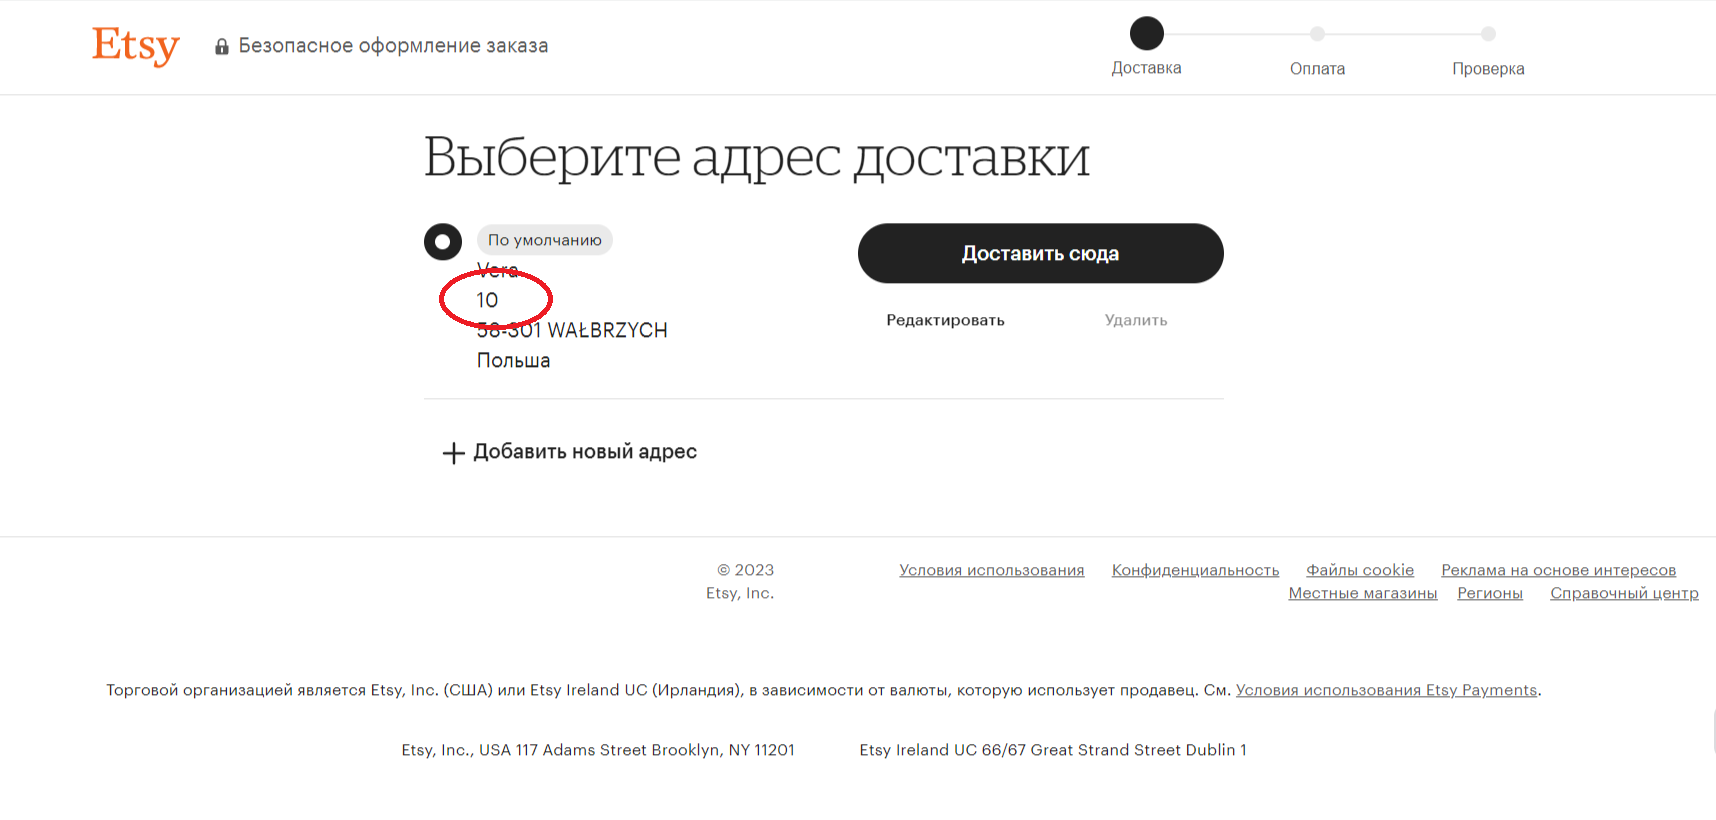 Etsy
Безопасное оформление заказа
Доставка
Оплата
Проверка
Выберите адрес доставки
По умолчанию
Vera
10
58-301 WAŁBRZYCH
Польша
Доставить сюда
Редактировать
Удалить
Добавить новый адрес
© 2023
Etsy, Inc.
Условия использования Конфиденциальность Файлы cookie Реклама на основе интересов
Местные магазины Регионы Справочный центр
Торговой организацией является Etsy, Inc. (США) или Etsy Ireland UC (Ирландия), в зависимости от валюты, которую использует продавец. См. Условия использования Etsy Payments.
Etsy, Inc., USA 117 Adams Street Brooklyn, NY 11201
Etsy Ireland UC 66/67 Great Strand Street Dublin 1